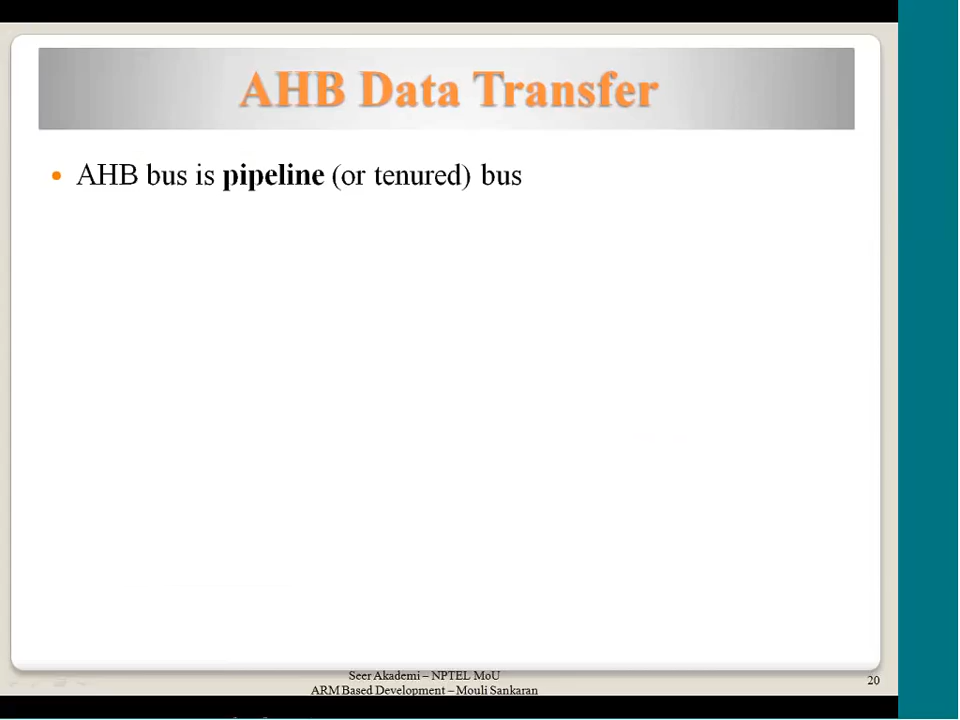 AHB Data Transfer
• AHB bus is pipeline (or tenured) bus
Seer Akademi – NPTEL MoU
ARM Based Development – Mouli Sankaran
20